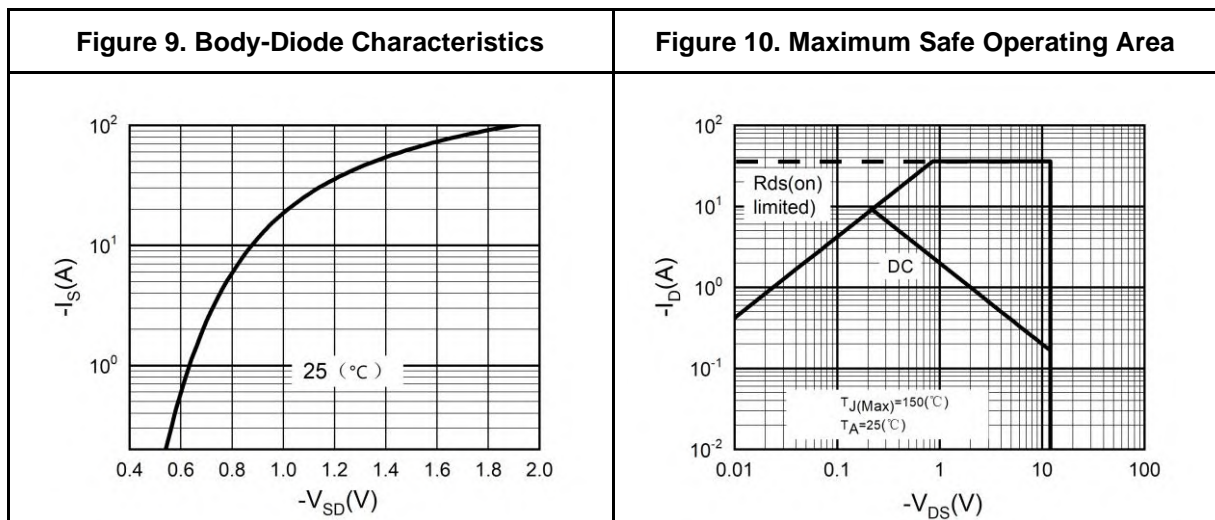 Figure 9. Body-Diode Characteristics
Figure 10. Maximum Safe Operating Area
-I_S(A)
10²
10¹
10⁰
25（℃）
0.4 0.6 0.8 1.0 1.2 1.4 1.6 1.8 2.0
-V_SD(V)
-I_D(A)
10²
10¹
10⁰
10⁻¹
10⁻²
Rds(on)
limited)
DC
T_J(Max)=150(℃)
T_A=25(℃)
0.01 0.1 1 10 100
-V_DS(V)